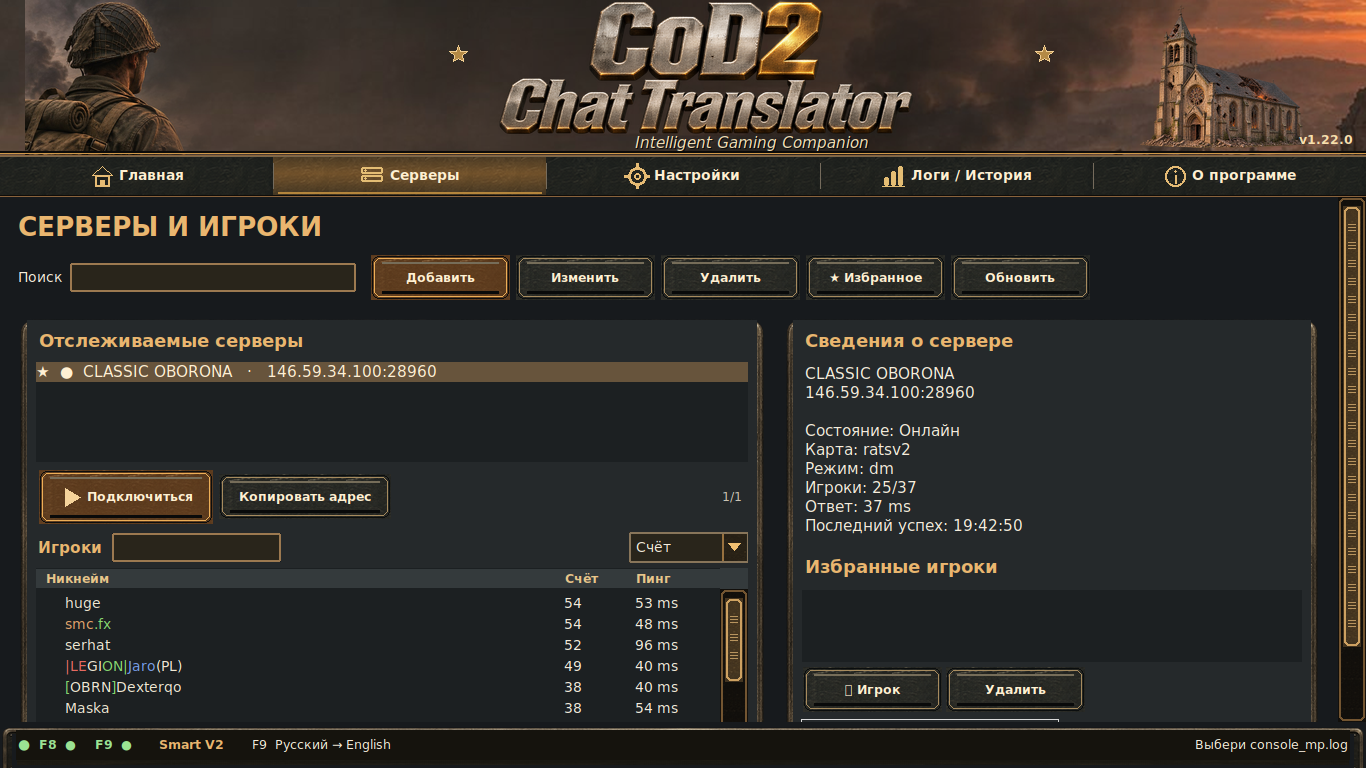 CoD2
Chat Translator
Intelligent Gaming Companion
v1.22.0
Главная
Серверы
Настройки
Логи / История
О программе
СЕРВЕРЫ И ИГРОКИ
Поиск
Добавить
Изменить
Удалить
★ Избранное
Обновить
Отслеживаемые серверы
★ ● CLASSIC OBORONA · 146.59.34.100:28960
Подключиться
Копировать адрес
1/1
Игроки
Счёт
Никнейм Счёт Пинг
huge 54 53 ms
smc.fx 54 48 ms
serhat 52 96 ms
|LEGION|Jaro(PL) 49 40 ms
[OBRN]Dexterqo 38 40 ms
Maska 38 54 ms
Сведения о сервере
CLASSIC OBORONA
146.59.34.100:28960
Состояние: Онлайн
Карта: ratsv2
Режим: dm
Игроки: 25/37
Ответ: 37 ms
Последний успех: 19:42:50
Избранные игроки
Игрок
Удалить
● F8 ● F9 ● Smart V2 F9 Русский → English
Выбери console_mp.log